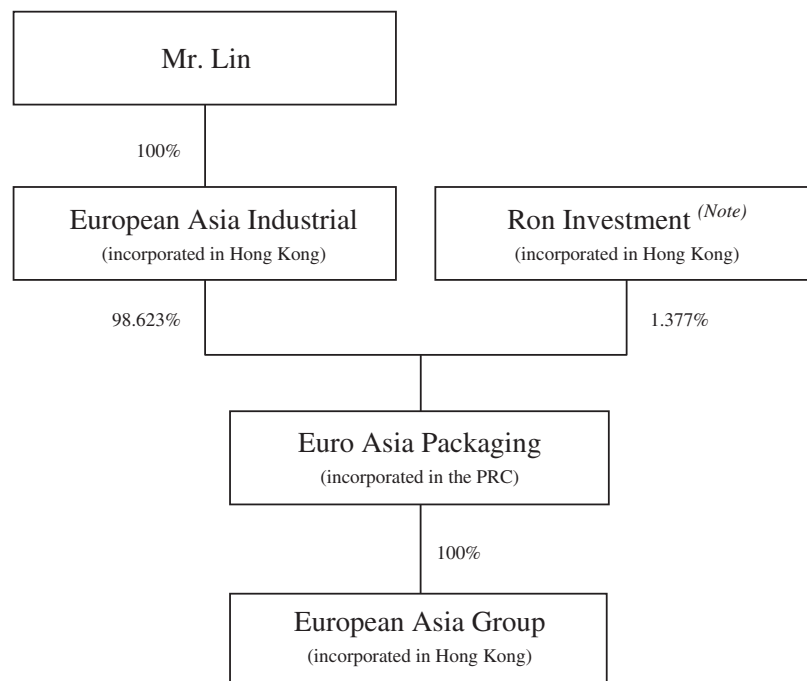 Mr. Lin
100%
European Asia Industrial
(incorporated in Hong Kong)
Ron Investment (Note)
(incorporated in Hong Kong)
98.623%
1.377%
Euro Asia Packaging
(incorporated in the PRC)
100%
European Asia Group
(incorporated in Hong Kong)